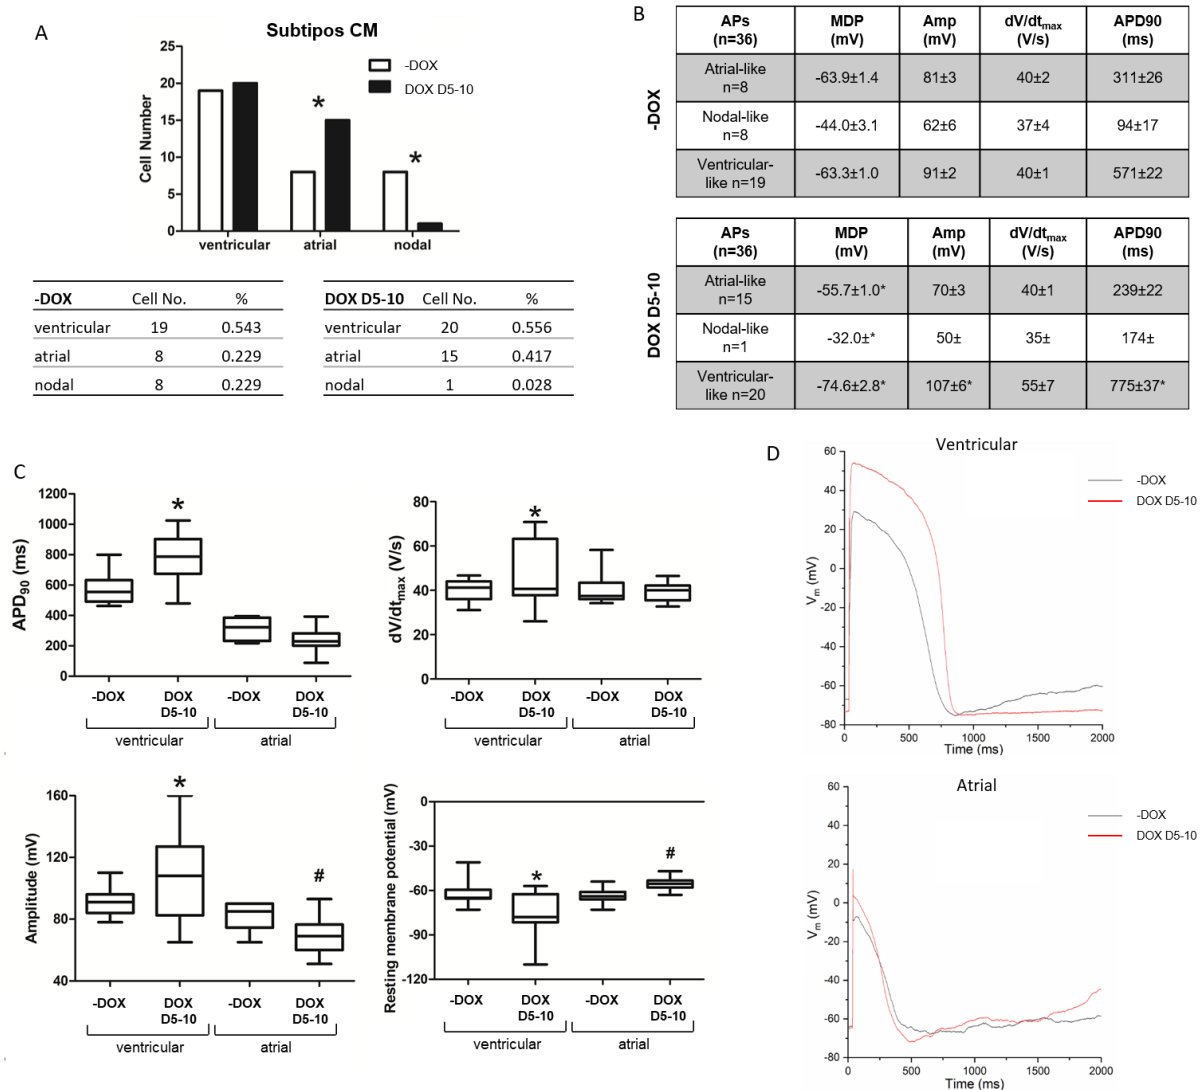 A
Subtipos CM
-DOX
DOX D5-10
Cell Number
25
20
15
10
5
0
*
*
ventricular atrial nodal
-DOX Cell No. %
ventricular 19 0.543
atrial 8 0.229
nodal 8 0.229
DOX D5-10 Cell No. %
ventricular 20 0.556
atrial 15 0.417
nodal 1 0.028
B
-DOX
APs MDP Amp dV/dtmax APD90
(n=36) (mV) (mV) (V/s) (ms)
Atrial-like
n=8 -63.9±1.4 81±3 40±2 311±26
Nodal-like
n=8 -44.0±3.1 62±6 37±4 94±17
Ventricular-
like n=19 -63.3±1.0 91±2 40±1 571±22
DOX D5-10
APs MDP Amp dV/dtmax APD90
(n=36) (mV) (mV) (V/s) (ms)
Atrial-like
n=15 -55.7±1.0* 70±3 40±1 239±22
Nodal-like
n=1 -32.0±* 50± 35± 174±
Ventricular-
like n=20 -74.6±2.8* 107±6* 55±7 775±37*
C
APD90 (ms)
1200
1000
800
600
400
200
0
*
-DOX DOX -DOX DOX
D5-10 D5-10
ventricular atrial
dV/dtmax (V/s)
80
60
40
20
0
*
-DOX DOX -DOX DOX
D5-10 D5-10
ventricular atrial
Amplitude (mV)
160
120
80
40
*
#
-DOX DOX -DOX DOX
D5-10 D5-10
ventricular atrial
Resting membrane potential (mV)
0
-30
-60
-90
-120
*
#
-DOX DOX -DOX DOX
D5-10 D5-10
ventricular atrial
D
Ventricular
-DOX
DOX D5-10
Vm (mV)
60
40
20
0
-20
-40
-60
-80
0 500 1000 1500 2000
Time (ms)
Atrial
-DOX
DOX D5-10
Vm (mV)
60
40
20
0
-20
-40
-60
-80
0 500 1000 1500 2000
Time (ms)